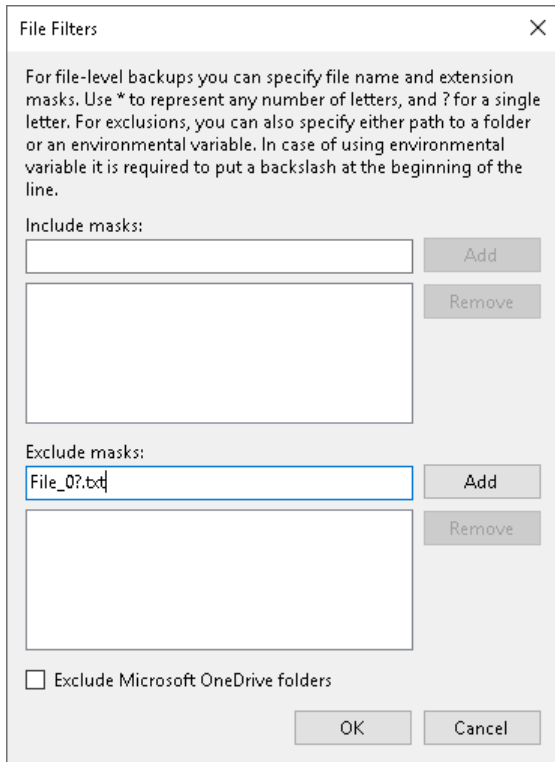 File Filters
For file-level backups you can specify file name and extension
masks. Use * to represent any number of letters, and ? for a single
letter. For exclusions, you can also specify either path to a folder
or an environmental variable. In case of using environmental
variable it is required to put a backslash at the beginning of the
line.
Include masks:
Add
Remove
Exclude masks:
File_0?.txt
Add
Remove
Exclude Microsoft OneDrive folders
OK
Cancel